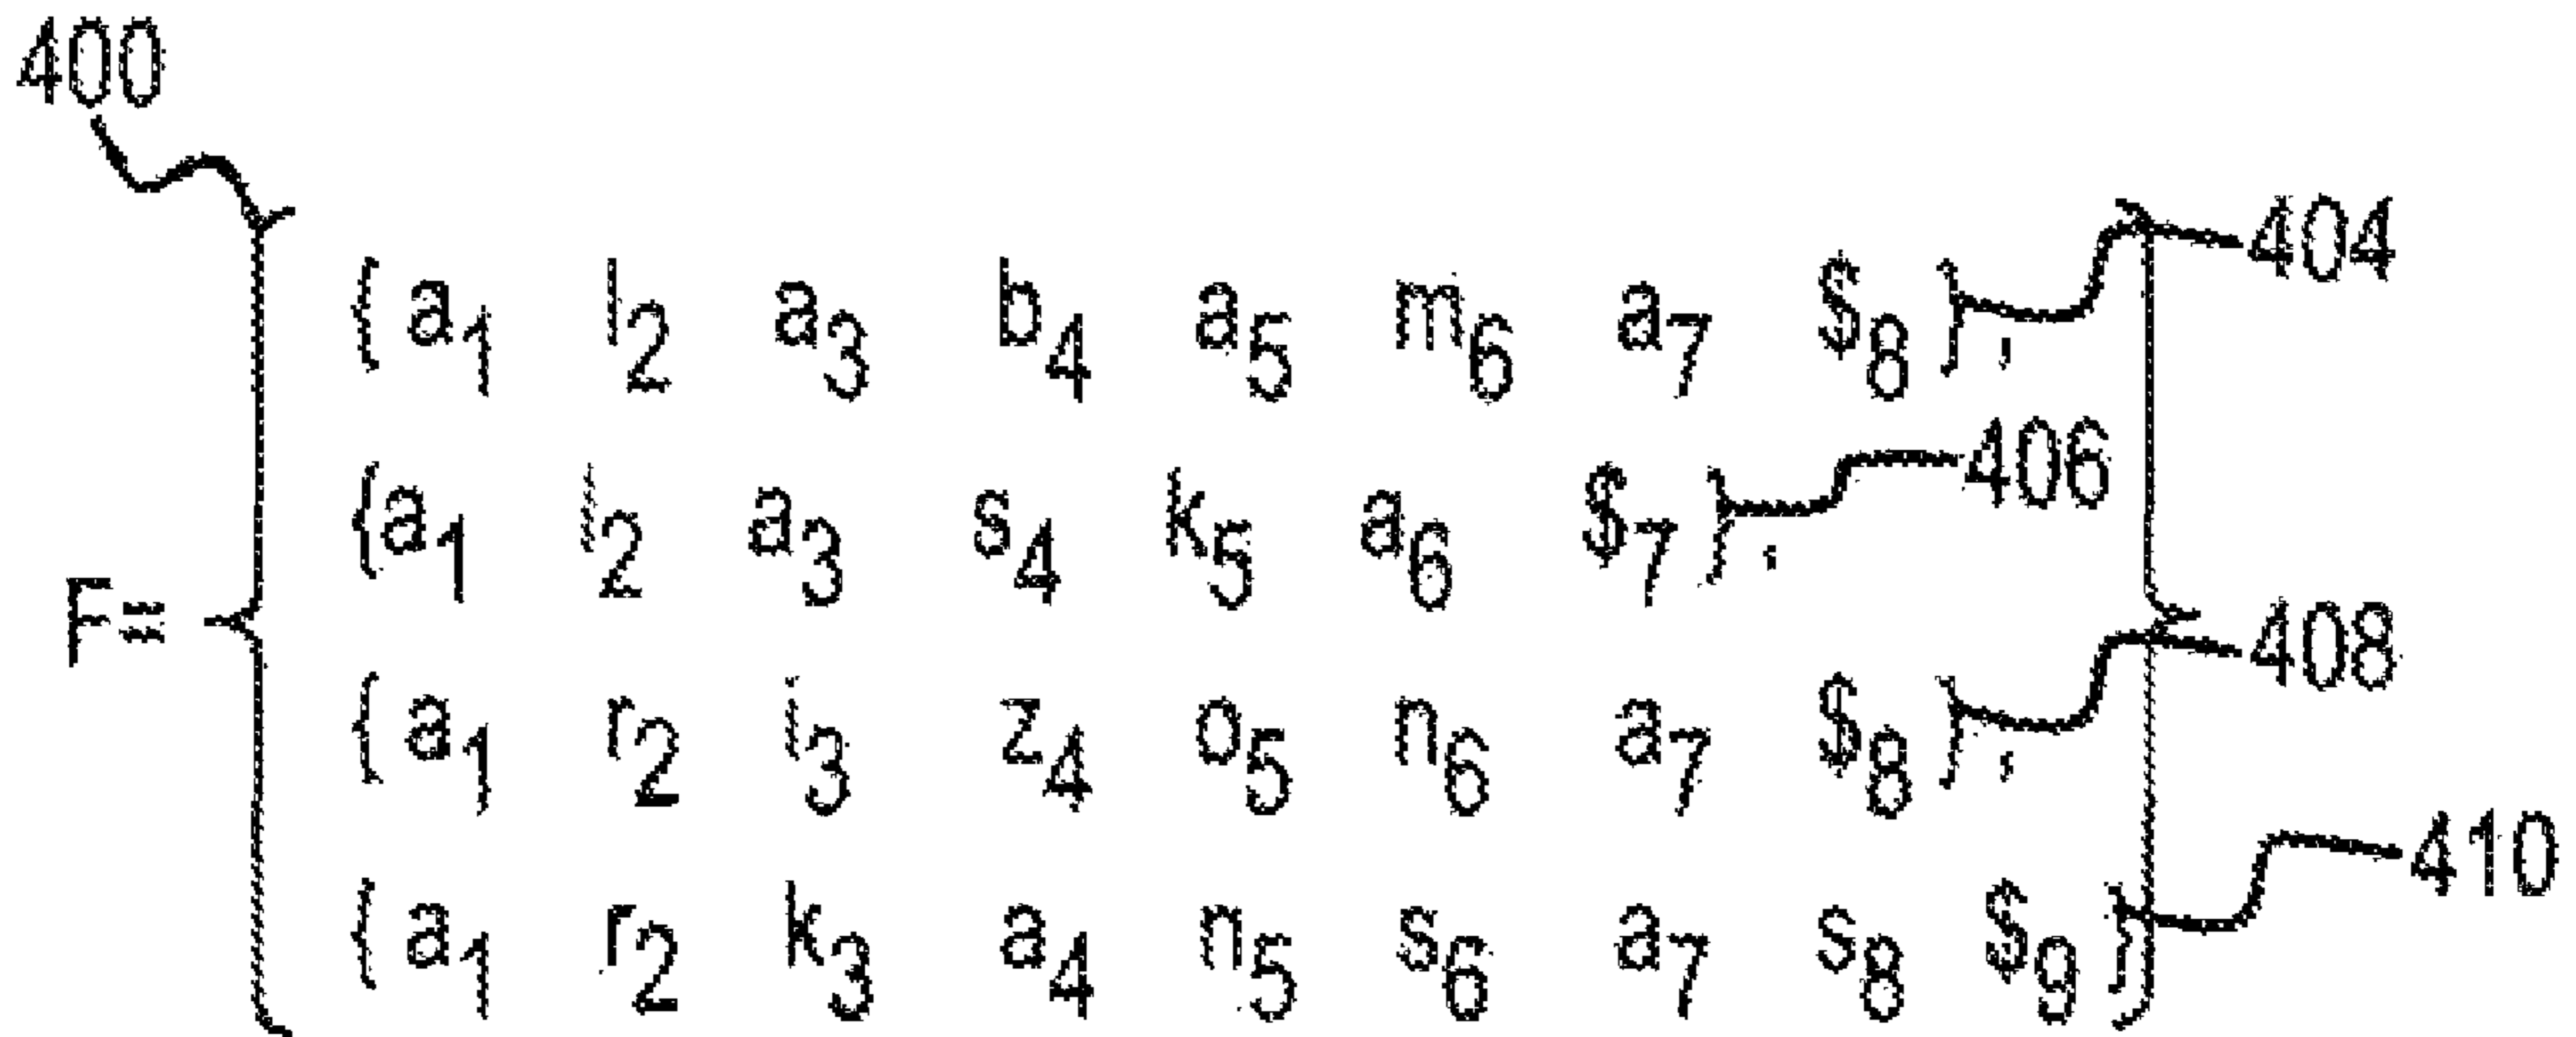 400
{a₁ l₂ a₃ b₄ a₅ m₆ a₇ $₈}, 404
{a₁ l₂ a₃ s₄ k₅ a₆ $₇}, 406
F=
{a₁ r₂ i₃ z₄ o₅ n₆ a₇ $₈}, 408
{a₁ r₂ k₃ a₄ n₅ s₆ a₇ s₈ $₉} 410